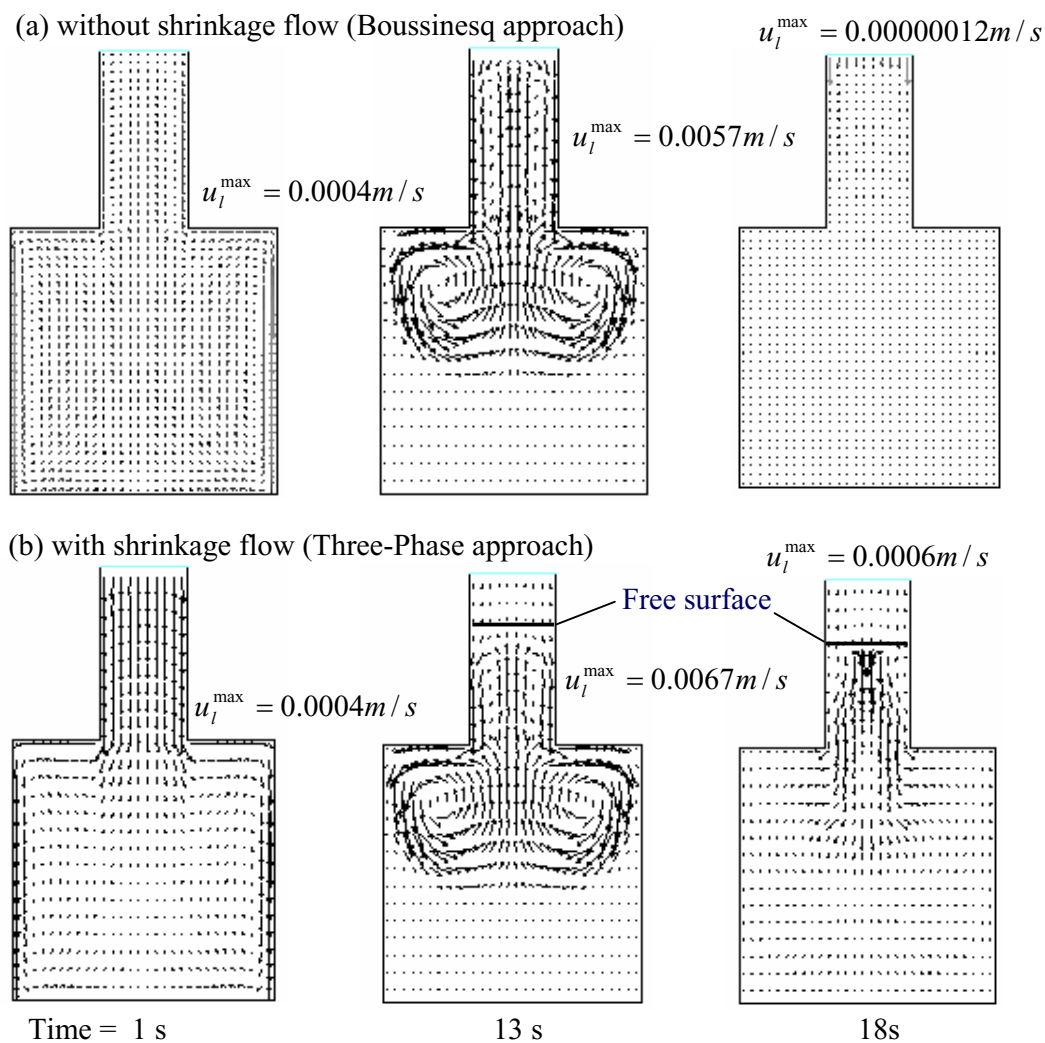 (a) without shrinkage flow (Boussinesq approach)
u_l^max = 0.00000012m / s
u_l^max = 0.0057m / s
u_l^max = 0.0004m / s
(b) with shrinkage flow (Three-Phase approach)
u_l^max = 0.0006m / s
Free surface
u_l^max = 0.0067m / s
u_l^max = 0.0004m / s
Time = 1 s 13 s 18s